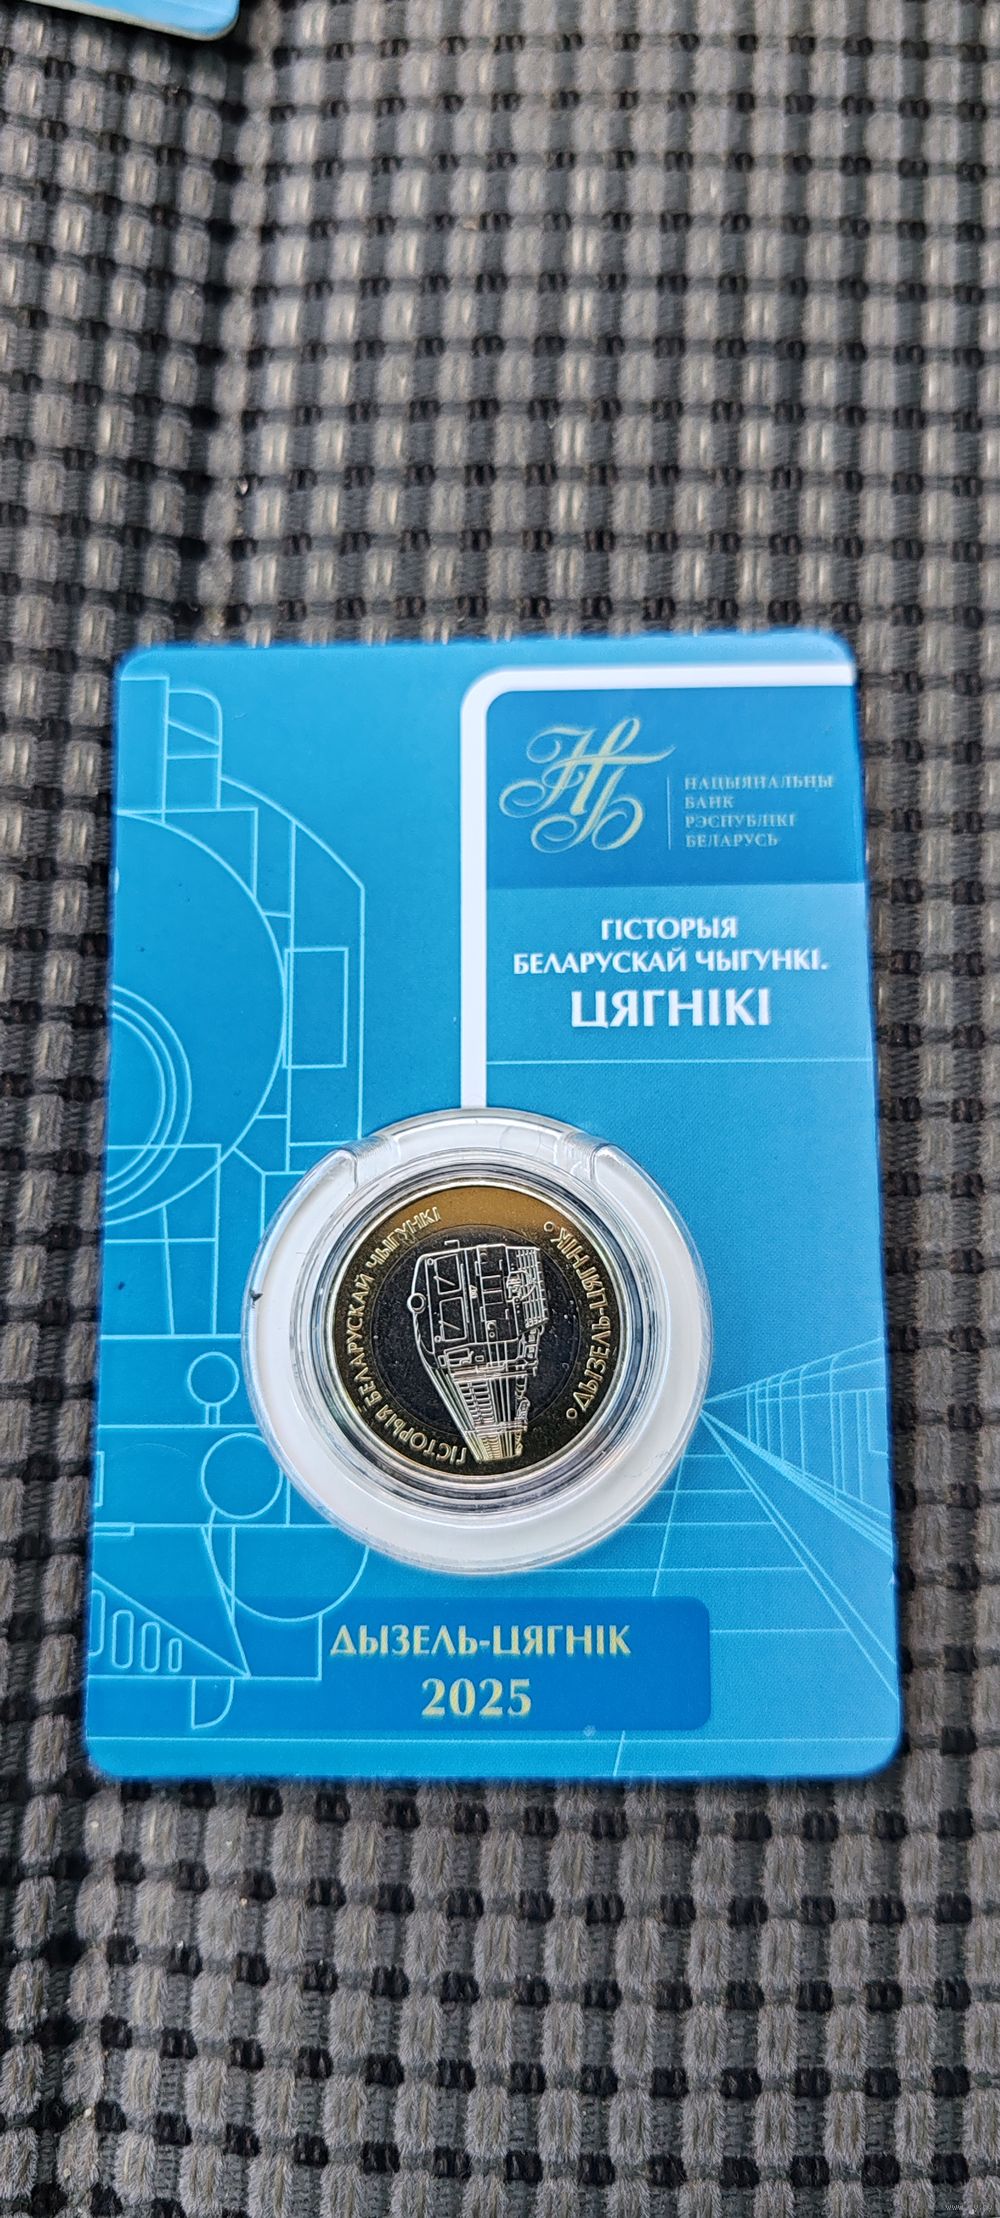 НАЦЫЯНАЛЬНЫ
БАНК
РЭСПУБЛІКІ
БЕЛАРУСЬ
ГІСТОРЫЯ
БЕЛАРУСКАЙ ЧЫГУНКІ.
ЦЯГНІКІ
ГІСТОРЫЯ БЕЛАРУСКАЙ ЧЫГУНКІ
ДЫЗЕЛЬ-ЦЯГНІК
ДЫЗЕЛЬ-ЦЯГНІК
2025